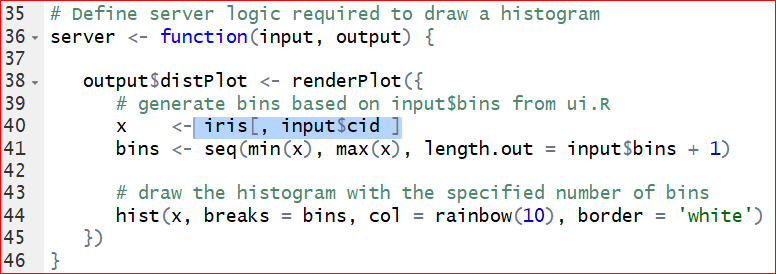 35 # Define server logic required to draw a histogram
36 server <- function(input, output) {
37
38 output$distPlot <- renderPlot({
39 # generate bins based on input$bins from ui.R
40 x    <- iris[, input$cid ]
41 bins <- seq(min(x), max(x), length.out = input$bins + 1)
42
43 # draw the histogram with the specified number of bins
44 hist(x, breaks = bins, col = rainbow(10), border = 'white')
45 })
46 }